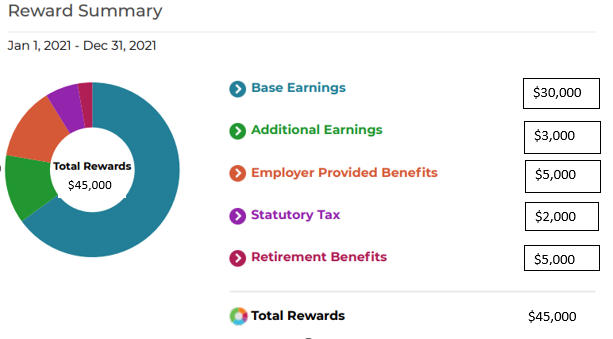 Reward Summary
Jan 1, 2021 - Dec 31, 2021
Total Rewards
$45,000
Base Earnings $30,000
Additional Earnings $3,000
Employer Provided Benefits $5,000
Statutory Tax $2,000
Retirement Benefits $5,000
Total Rewards $45,000